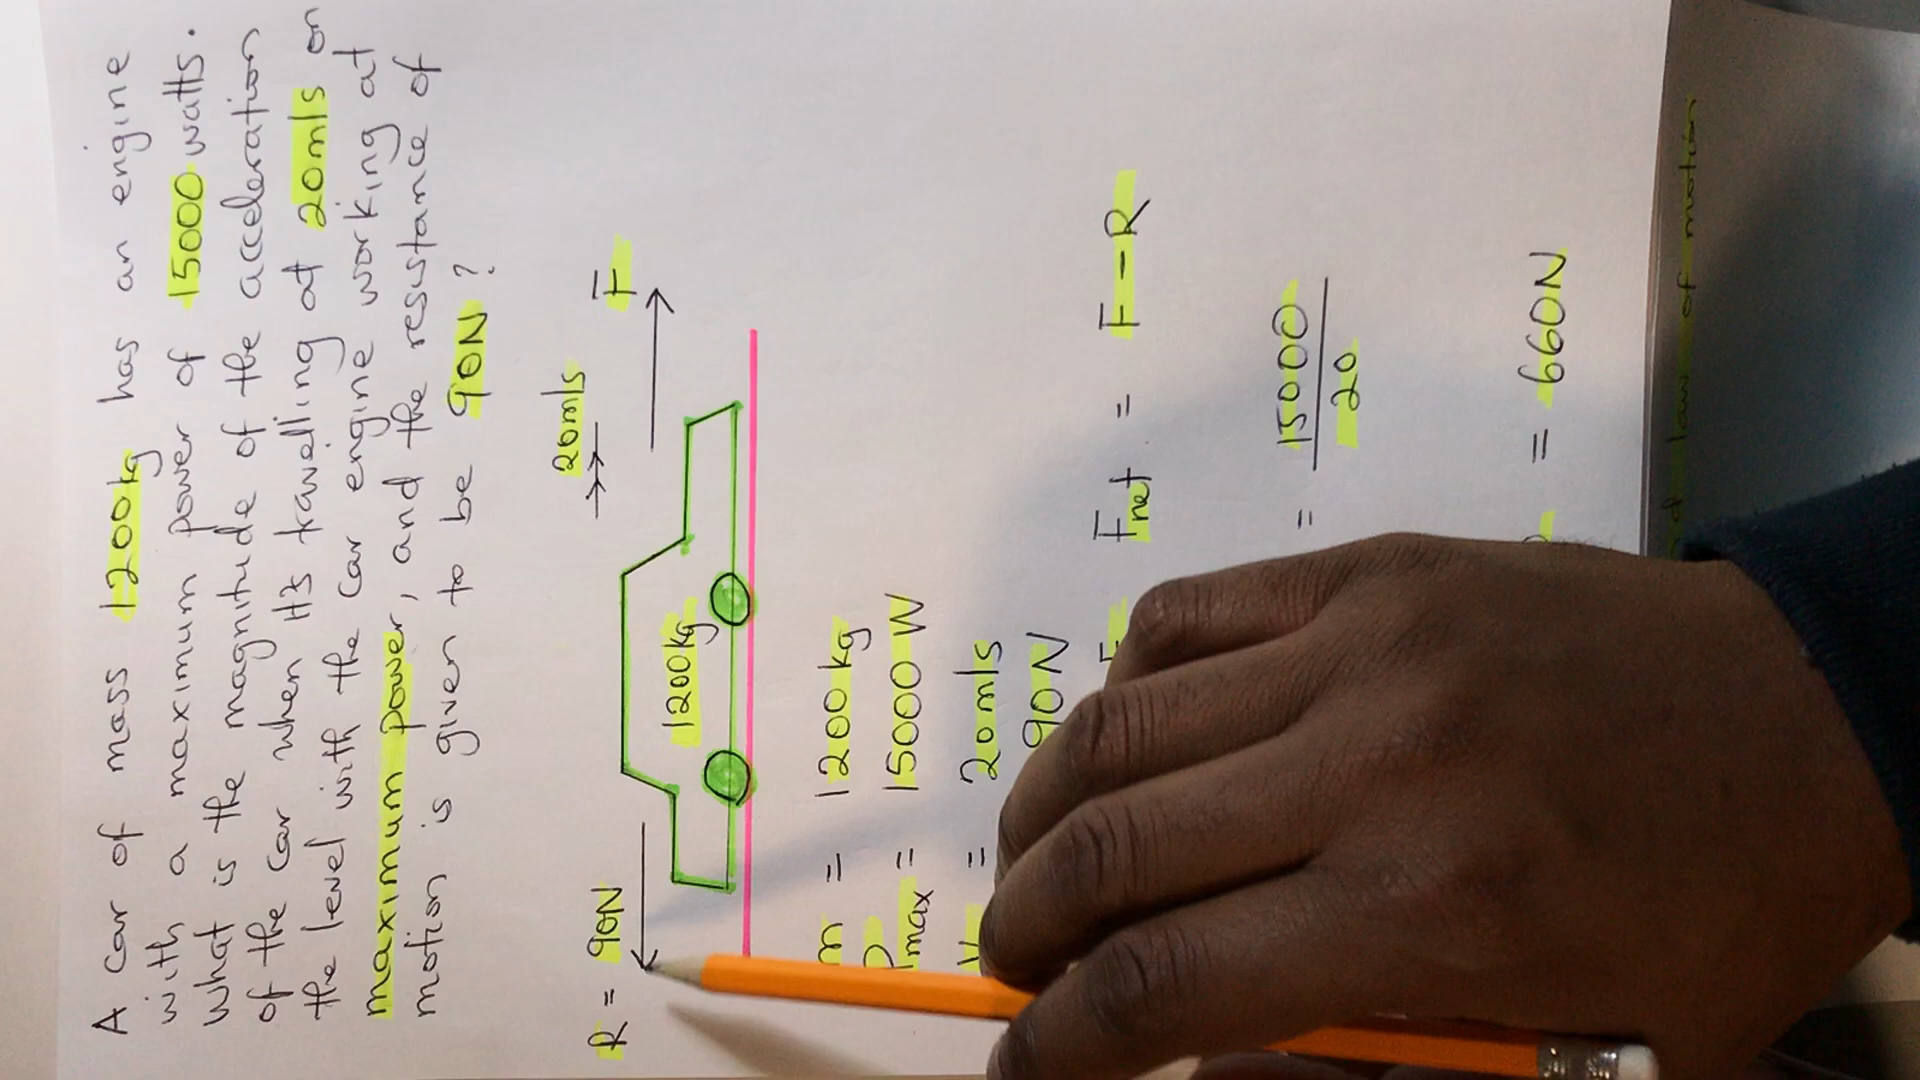 A car of mass 1200kg has an engine
with a maximum power of 15000 watts.
what is the magnitude of the acceleration
of the car when its travelling at 20m/s on
the level with the car engine working at
maximum power, and the resistance of
motion is given to be 90N?
20m/s
R = 90N
F
1200kg
m = 1200kg
Pmax = 15000W
V = 20m/s
90N
Fnet = F-R
= 15000
20
= 660N
law of motion